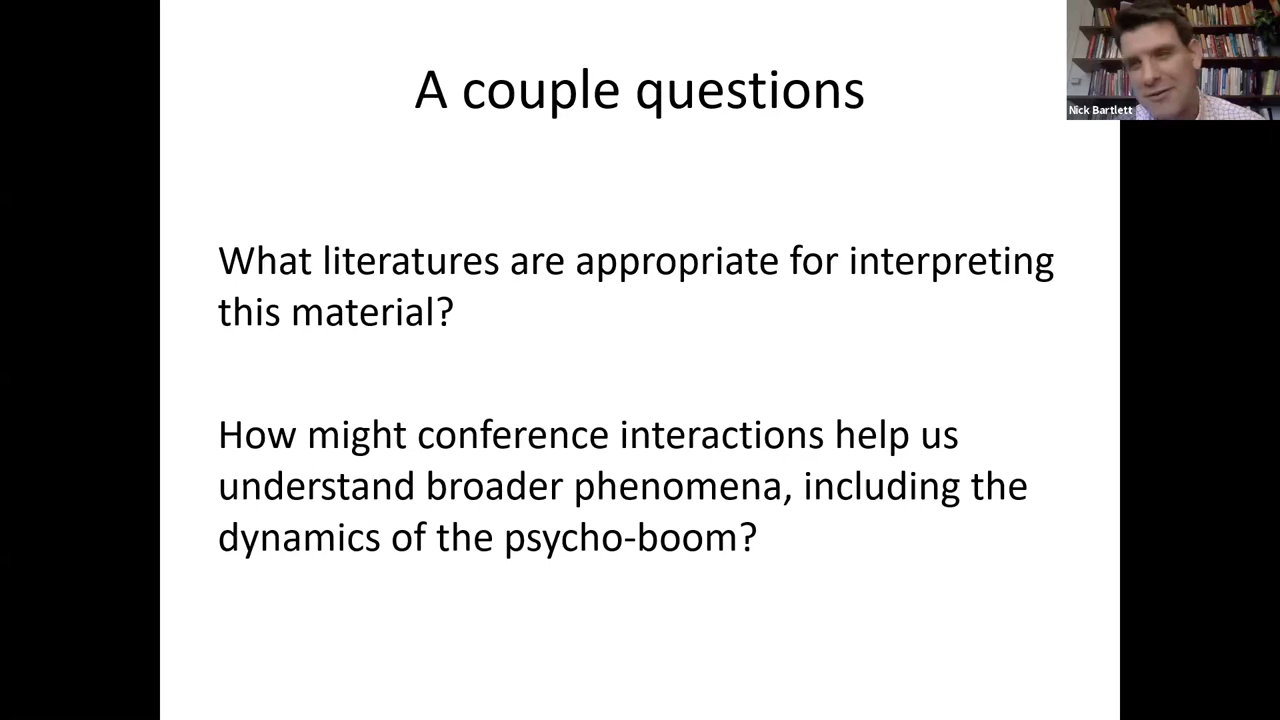 A couple questions
Nick Bartlett
What literatures are appropriate for interpreting
this material?
How might conference interactions help us
understand broader phenomena, including the
dynamics of the psycho-boom?